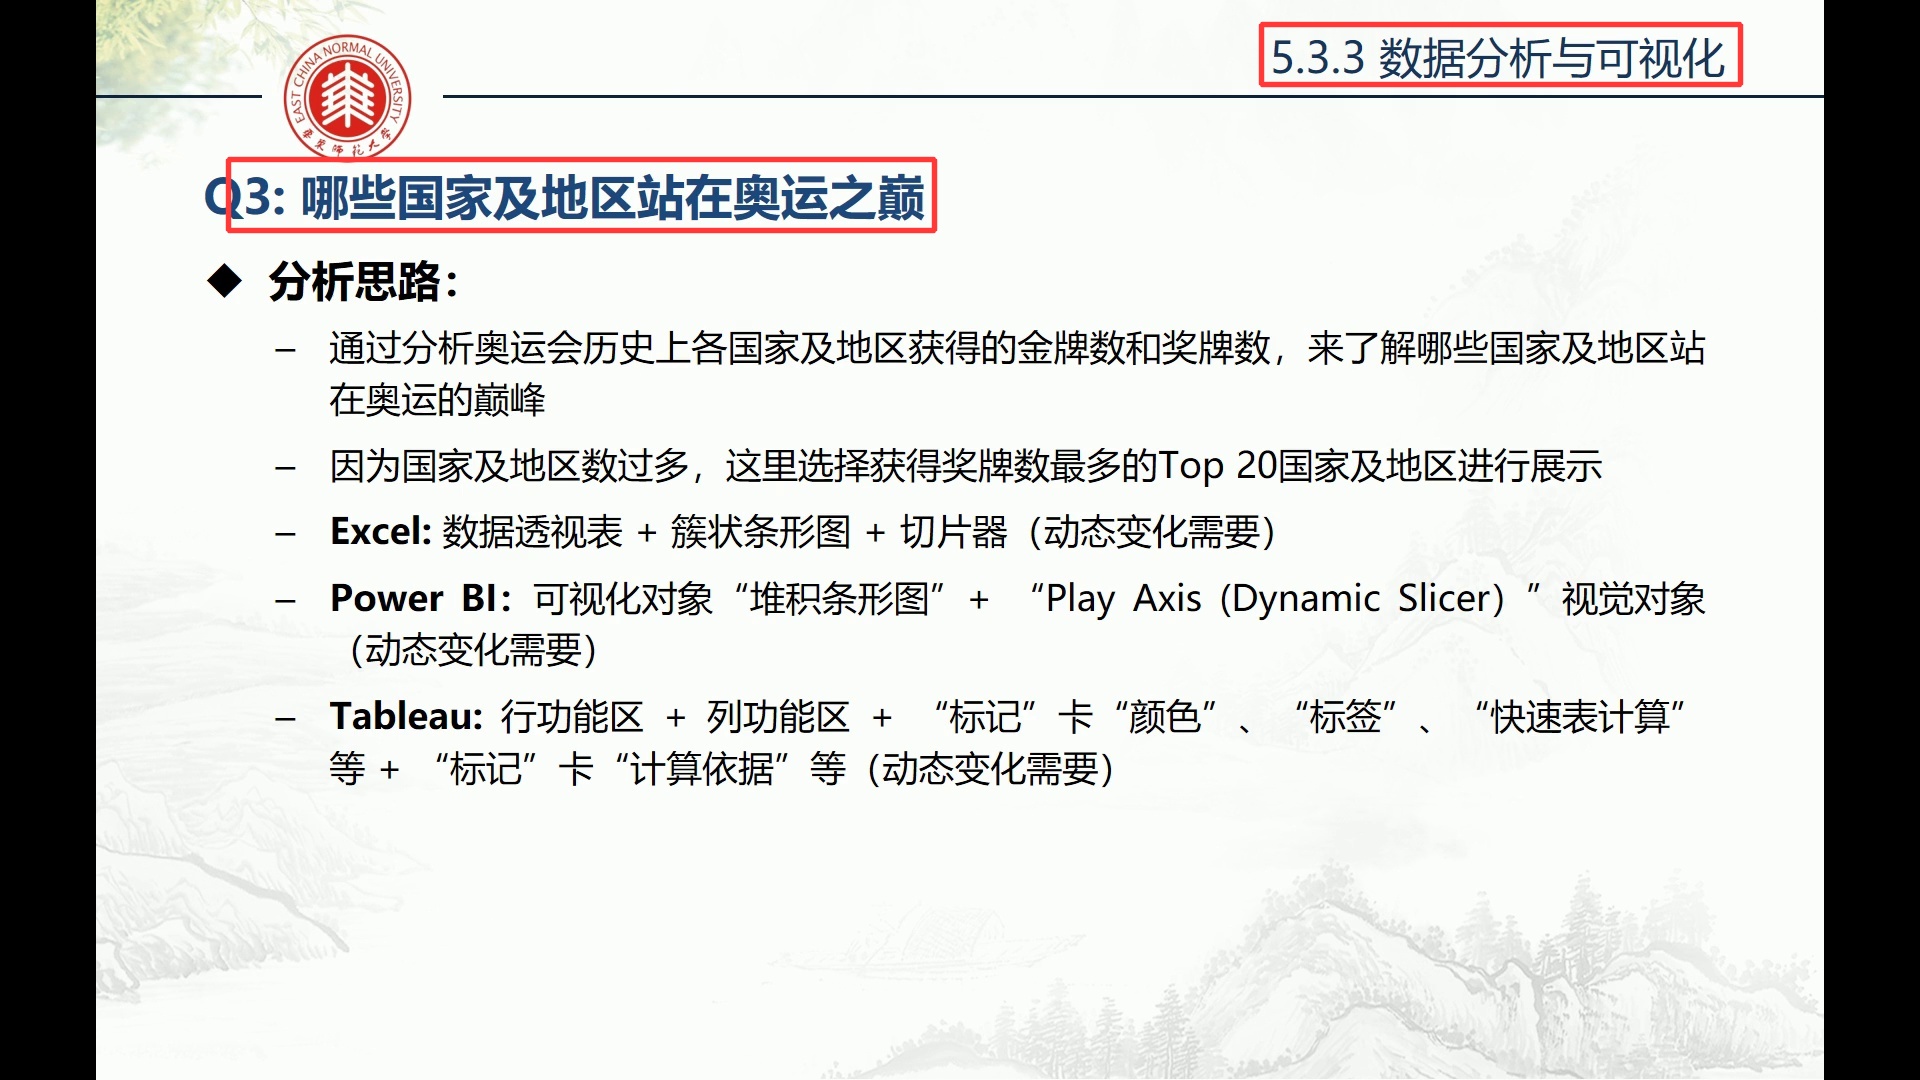 5.3.3 数据分析与可视化
EAST CHINA NORMAL UNIVERSITY
华东师范大学
Q3: 哪些国家及地区站在奥运之巅
◆ 分析思路：
– 通过分析奥运会历史上各国家及地区获得的金牌数和奖牌数，来了解哪些国家及地区站
在奥运的巅峰
– 因为国家及地区数过多，这里选择获得奖牌数最多的Top 20国家及地区进行展示
– Excel: 数据透视表 + 簇状条形图 + 切片器（动态变化需要）
– Power BI：可视化对象“堆积条形图” + “Play Axis (Dynamic Slicer）”视觉对象
（动态变化需要）
– Tableau: 行功能区 + 列功能区 + “标记”卡“颜色”、“标签”、“快速表计算”
等 + “标记”卡“计算依据”等（动态变化需要）